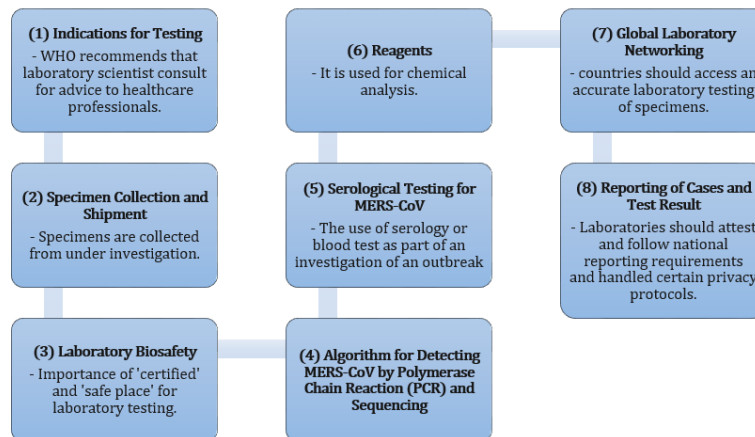 (1) Indications for Testing
- WHO recommends that
laboratory scientist consult
for advice to healthcare
professionals.
(2) Specimen Collection and
Shipment
- Specimens are collected
from under investigation.
(3) Laboratory Biosafety
- Importance of 'certified'
and 'safe place' for
laboratory testing.
(4) Algorithm for Detecting
MERS-CoV by Polymerase
Chain Reaction (PCR) and
Sequencing
(5) Serological Testing for
MERS-CoV
- The use of serology or
blood test as part of an
investigation of an outbreak
(6) Reagents
- It is used for chemical
analysis.
(7) Global Laboratory
Networking
- countries should access an
accurate laboratory testing
of specimens.
(8) Reporting of Cases and
Test Result
- Laboratories should attest
and follow national
reporting requirements
and handled certain privacy
protocols.